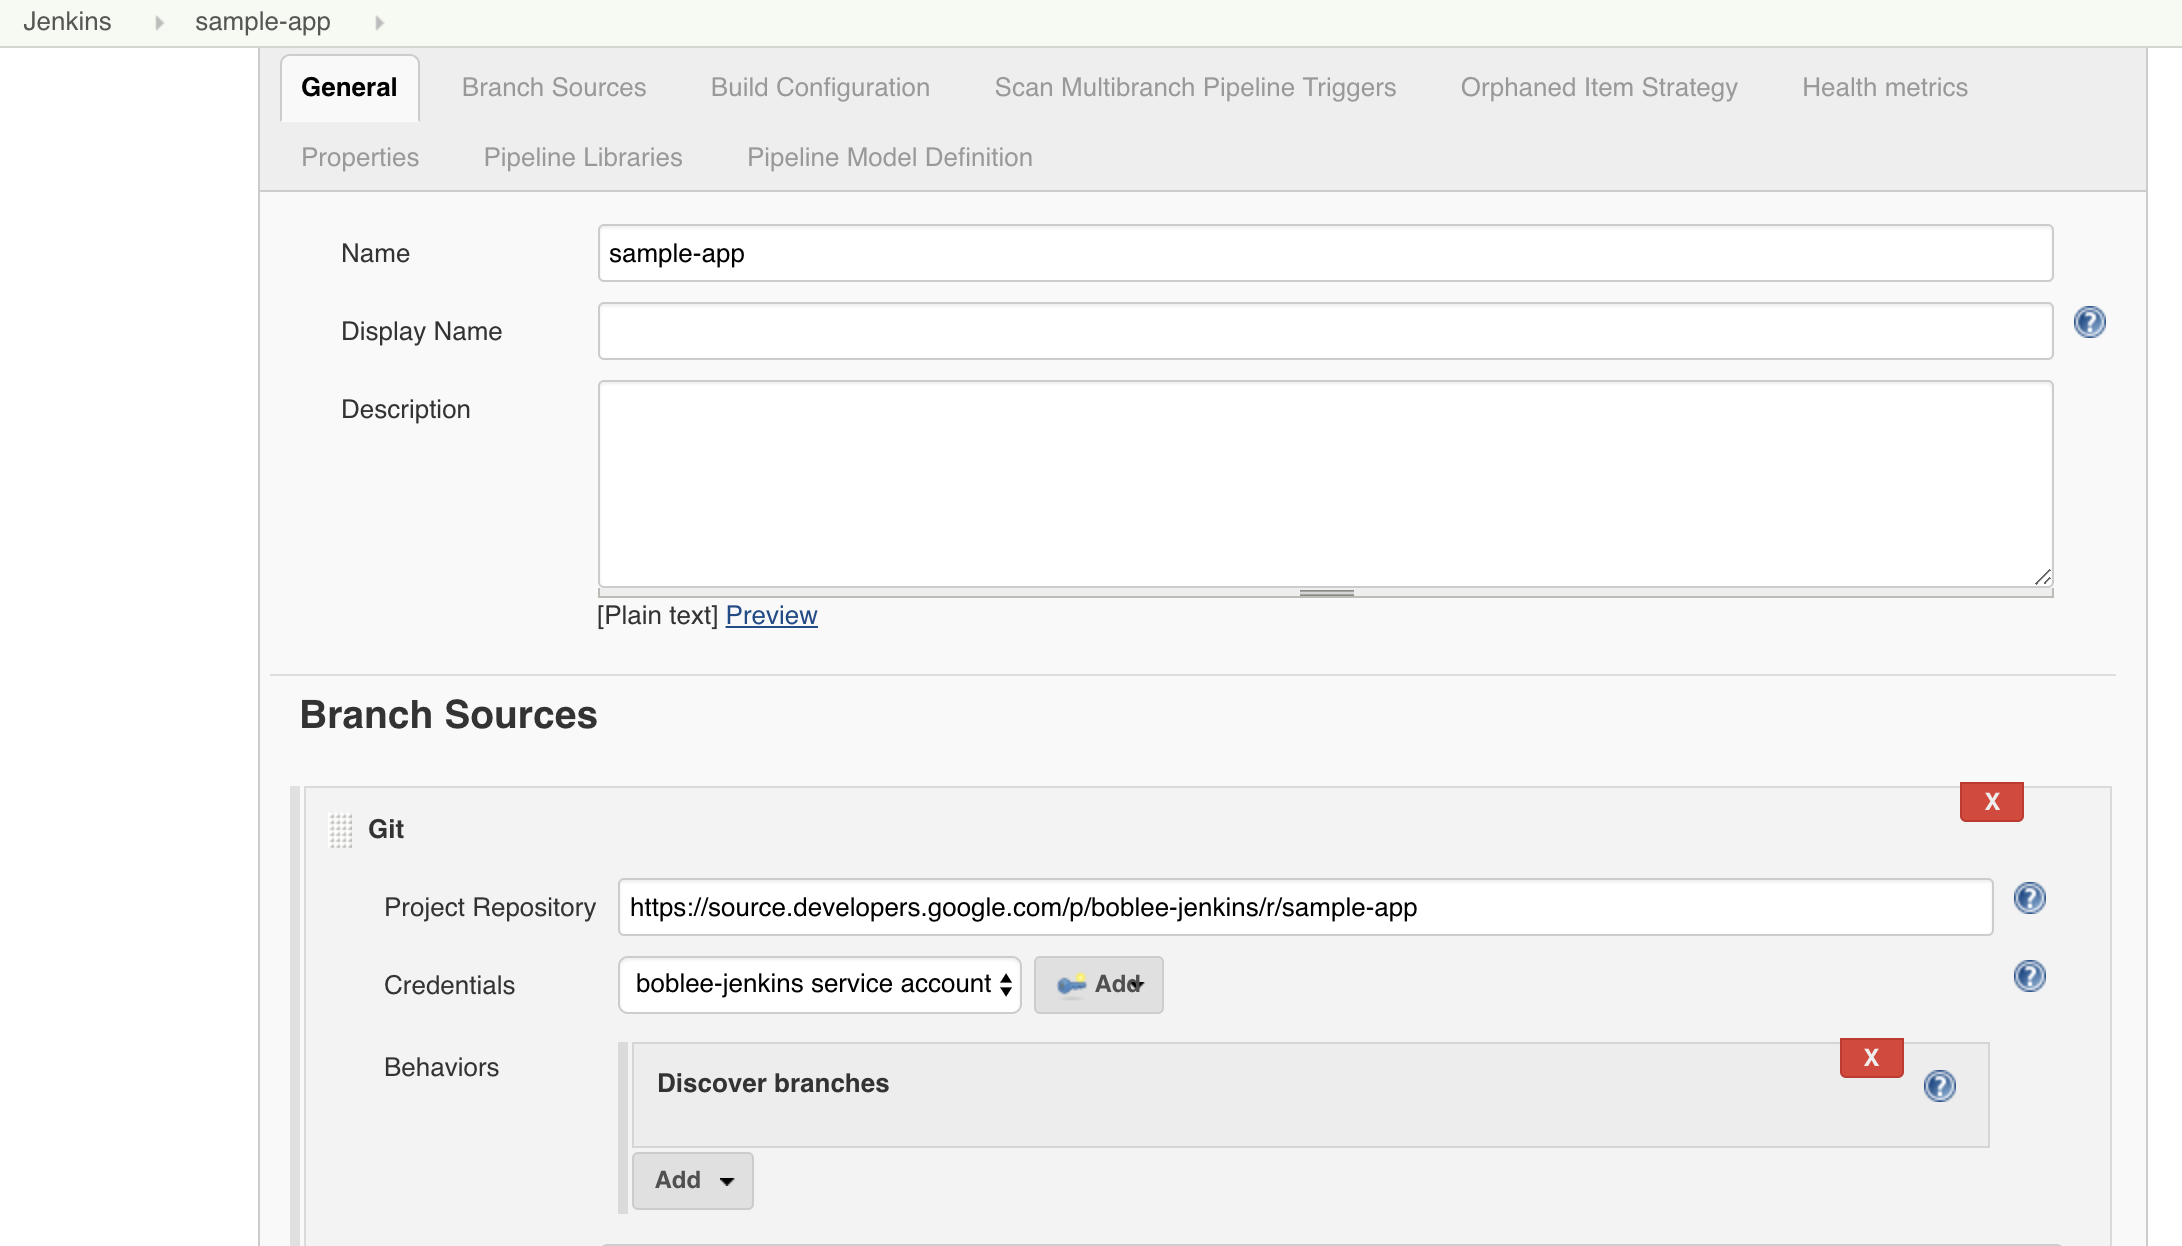 Jenkins sample-app
General Branch Sources Build Configuration Scan Multibranch Pipeline Triggers Orphaned Item Strategy Health metrics
Properties Pipeline Libraries Pipeline Model Definition
Name sample-app
Display Name
Description
[Plain text] Preview
Branch Sources
X
Git
Project Repository https://source.developers.google.com/p/boblee-jenkins/r/sample-app
Credentials boblee-jenkins service account Add
Behaviors
X
Discover branches
Add